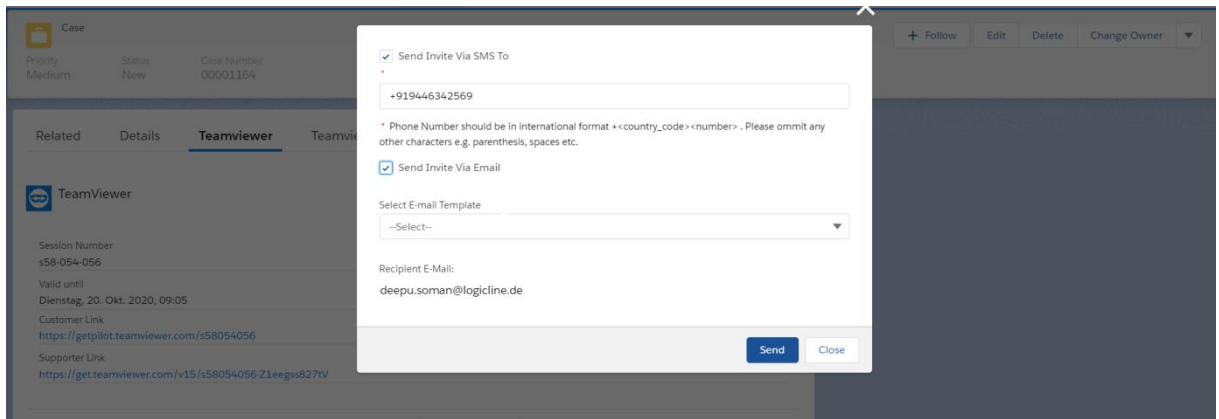 Case
+ Follow
Edit
Delete
Change Owner
Priority
Status
Case Number
Medium
New
00001164
Related
Details
Teamviewer
Teamvie
TeamViewer
Session Number
s58-054-056
Valid until
Dienstag, 20. Okt. 2020, 09:05
Customer Link
https://getpilot.teamviewer.com/s58054056
Supporter Link
https://get.teamviewer.com/v15/s58054056-Z1eegss827tV
Send Invite Via SMS To
*
+919446342569
* Phone Number should be in international format +<country_code><number> . Please ommit any
other characters e.g. parenthesis, spaces etc.
Send Invite Via Email
Select E-mail Template
--Select--
Recipient E-Mail:
deepu.soman@logicline.de
Send
Close